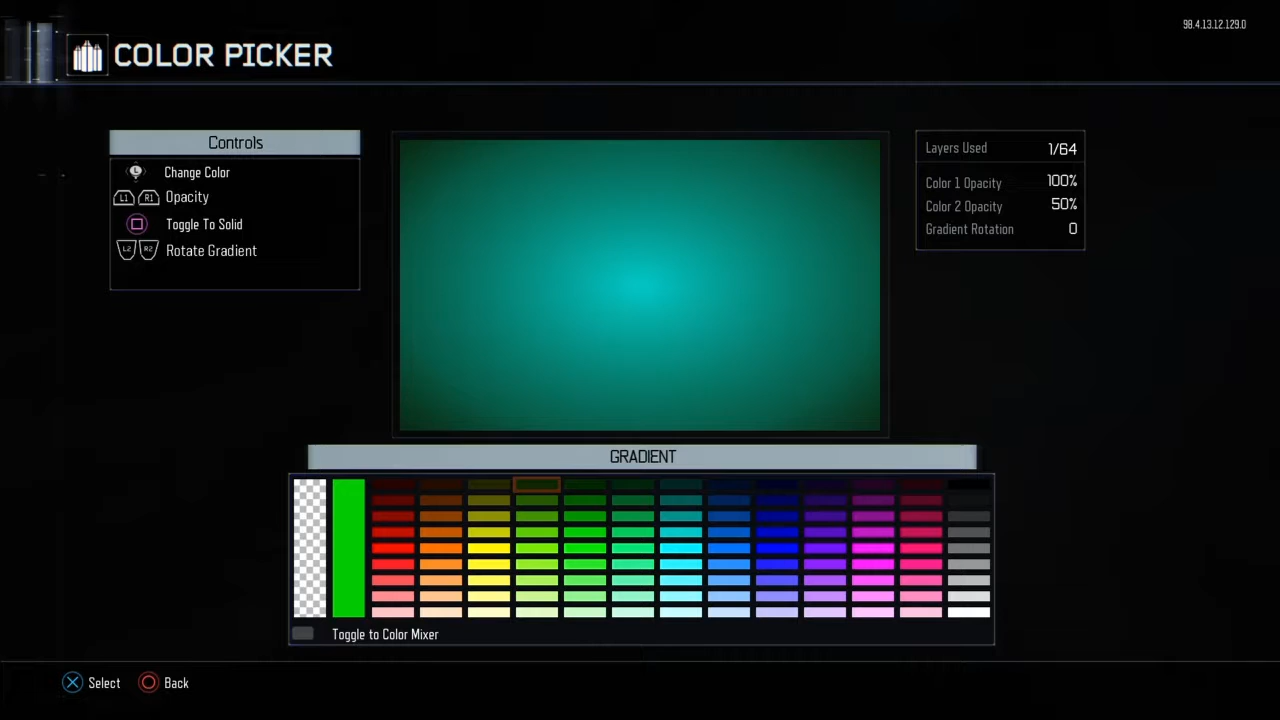 98.4.13.12.129.0
COLOR PICKER
Controls
L Change Color
L1 R1 Opacity
Toggle To Solid
L2 R2 Rotate Gradient
Layers Used 1/64
Color 1 Opacity 100%
Color 2 Opacity 50%
Gradient Rotation 0
GRADIENT
Toggle to Color Mixer
Select Back